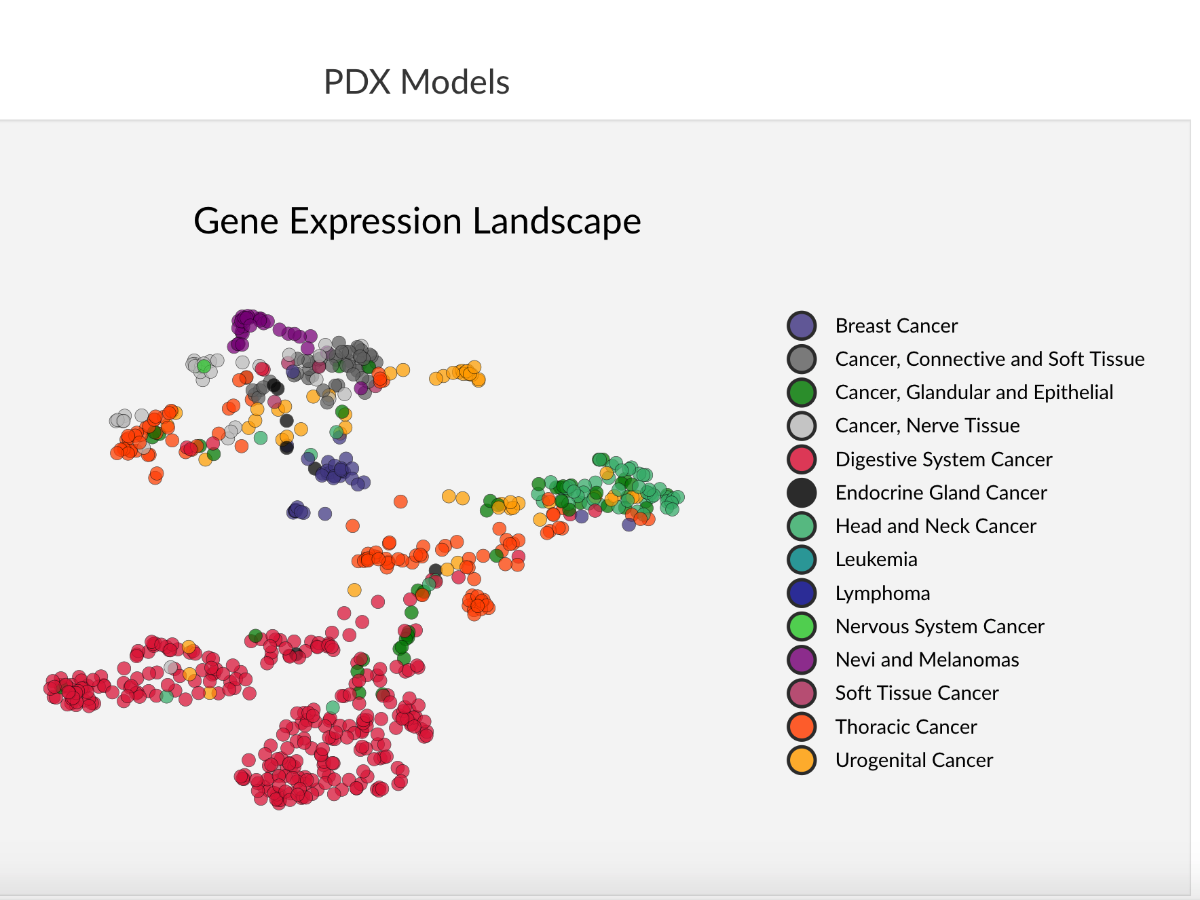 PDX Models
Gene Expression Landscape
Breast Cancer
Cancer, Connective and Soft Tissue
Cancer, Glandular and Epithelial
Cancer, Nerve Tissue
Digestive System Cancer
Endocrine Gland Cancer
Head and Neck Cancer
Leukemia
Lymphoma
Nervous System Cancer
Nevi and Melanomas
Soft Tissue Cancer
Thoracic Cancer
Urogenital Cancer